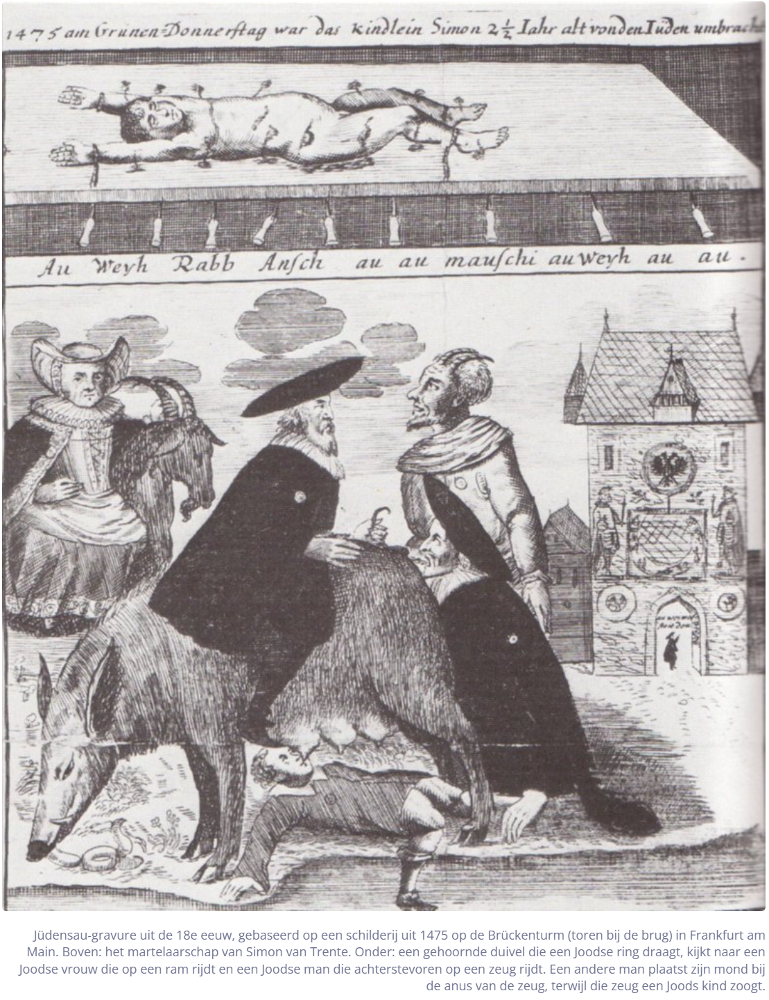 1475 am Grünen=Donnerstag war das Kindlein Simon 2½ Iahr alt von den Iüden umbracht
Au Weyh Rabb Ansch au au mauschi au weyh au au.
Jüdensau-gravure uit de 18e eeuw, gebaseerd op een schilderij uit 1475 op de Brückenturm (toren bij de brug) in Frankfurt am
Main. Boven: het martelaarschap van Simon van Trente. Onder: een gehoornde duivel die een Joodse ring draagt, kijkt naar een
Joodse vrouw die op een ram rijdt en een Joodse man die achterstevoren op een zeug rijdt. Een andere man plaatst zijn mond bij
de anus van de zeug, terwijl die zeug een Joods kind zoogt.